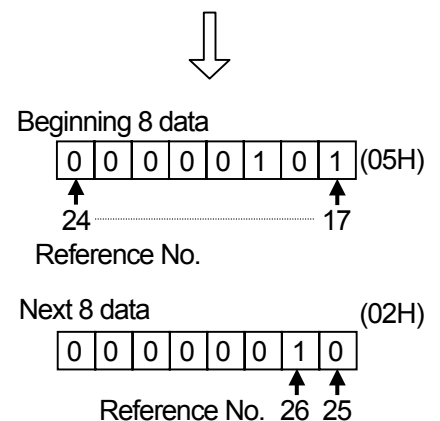 Beginning 8 data
0 0 0 0 0 1 0 1 (05H)
24 17
Reference No.
Next 8 data (02H)
0 0 0 0 0 0 1 0
Reference No. 26 25